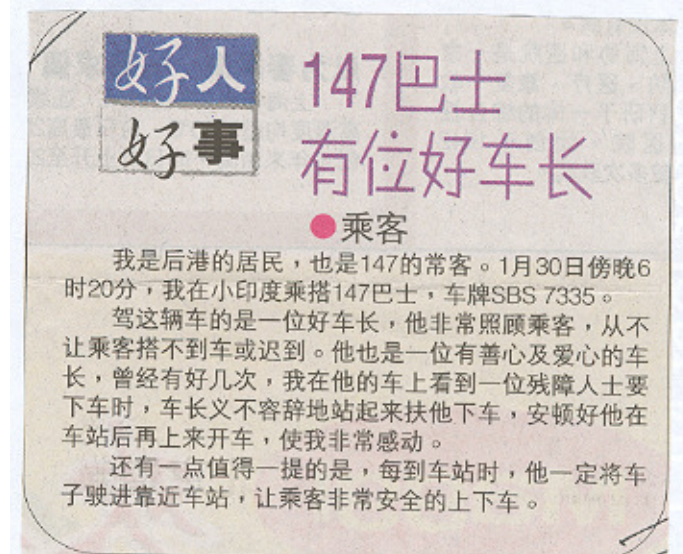 好人
好事
147巴士
有位好车长
●乘客
我是后港的居民，也是147的常客。1月30日傍晚6
时20分，我在小印度乘搭147巴士，车牌SBS 7335。
驾这辆车的是一位好车长，他非常照顾乘客，从不
让乘客搭不到车或迟到。他也是一位有善心及爱心的车
长，曾经有好几次，我在他的车上看到一位残障人士要
下车时，车长义不容辞地站起来扶他下车，安顿好他在
车站后再上来开车，使我非常感动。
还有一点值得一提的是，每到车站时，他一定将车
子驶进靠近车站，让乘客非常安全的上下车。